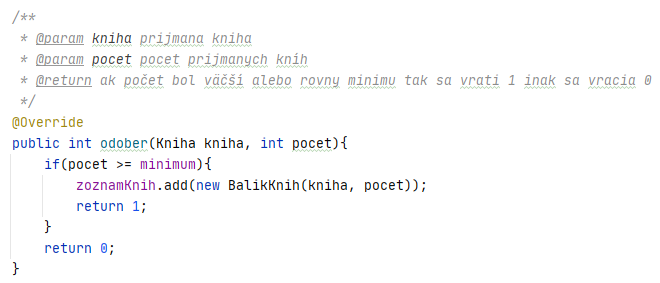 /**
 * @param kniha prijmana kniha
 * @param pocet pocet prijmanych knih
 * @return ak počet bol väčší alebo rovny minimu tak sa vrati 1 inak sa vracia 0
 */
@Override
public int odober(Kniha kniha, int pocet){
    if(pocet >= minimum){
        zoznamKnih.add(new BalikKnih(kniha, pocet));
        return 1;
    }
    return 0;
}